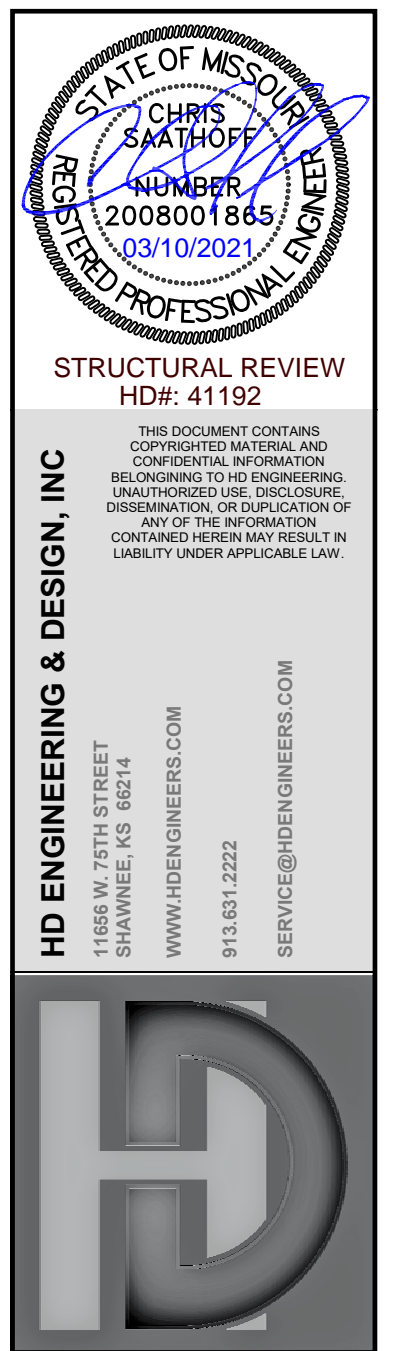 STATE OF MISSOURI
CHRIS
SAATHOFF
NUMBER
2008001865
03/10/2021
REGISTERED PROFESSIONAL ENGINEER
STRUCTURAL REVIEW
HD#: 41192
THIS DOCUMENT CONTAINS
COPYRIGHTED MATERIAL AND
CONFIDENTIAL INFORMATION
BELONGINING TO HD ENGINEERING.
UNAUTHORIZED USE, DISCLOSURE,
DISSEMINATION, OR DUPLICATION OF
ANY OF THE INFORMATION
CONTAINED HEREIN MAY RESULT IN
LIABILITY UNDER APPLICABLE LAW.
HD ENGINEERING & DESIGN, INC
11656 W. 75TH STREET
SHAWNEE, KS 66214
WWW.HDENGINEERS.COM
913.631.2222
SERVICE@HDENGINEERS.COM
HD